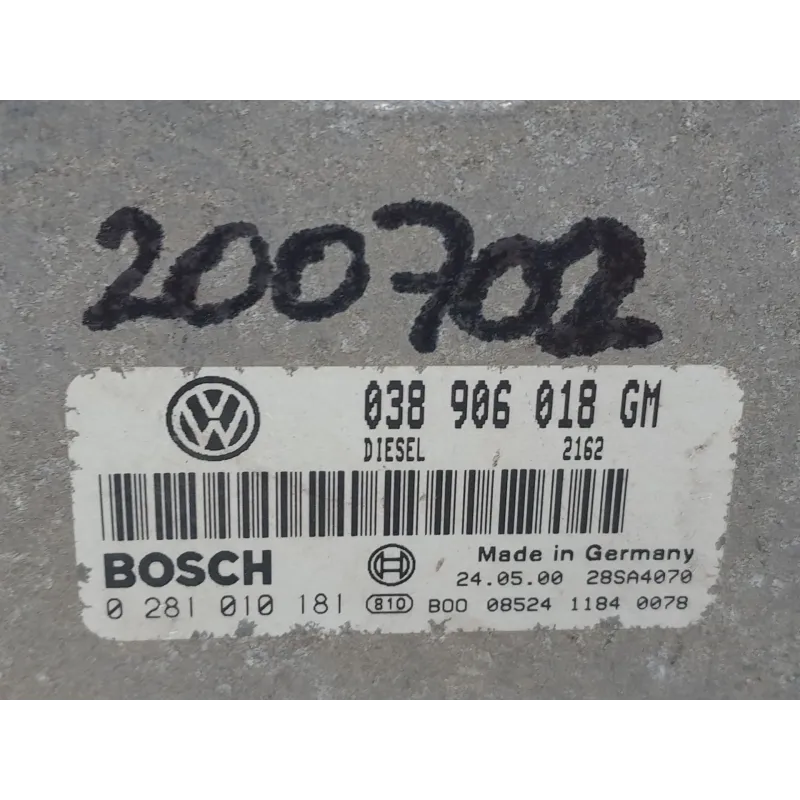 200702
038 906 018 GM
DIESEL 2162
BOSCH Made in Germany
24.05.00 28SA4070
0 281 010 181 810 B00 08524 1184 0078